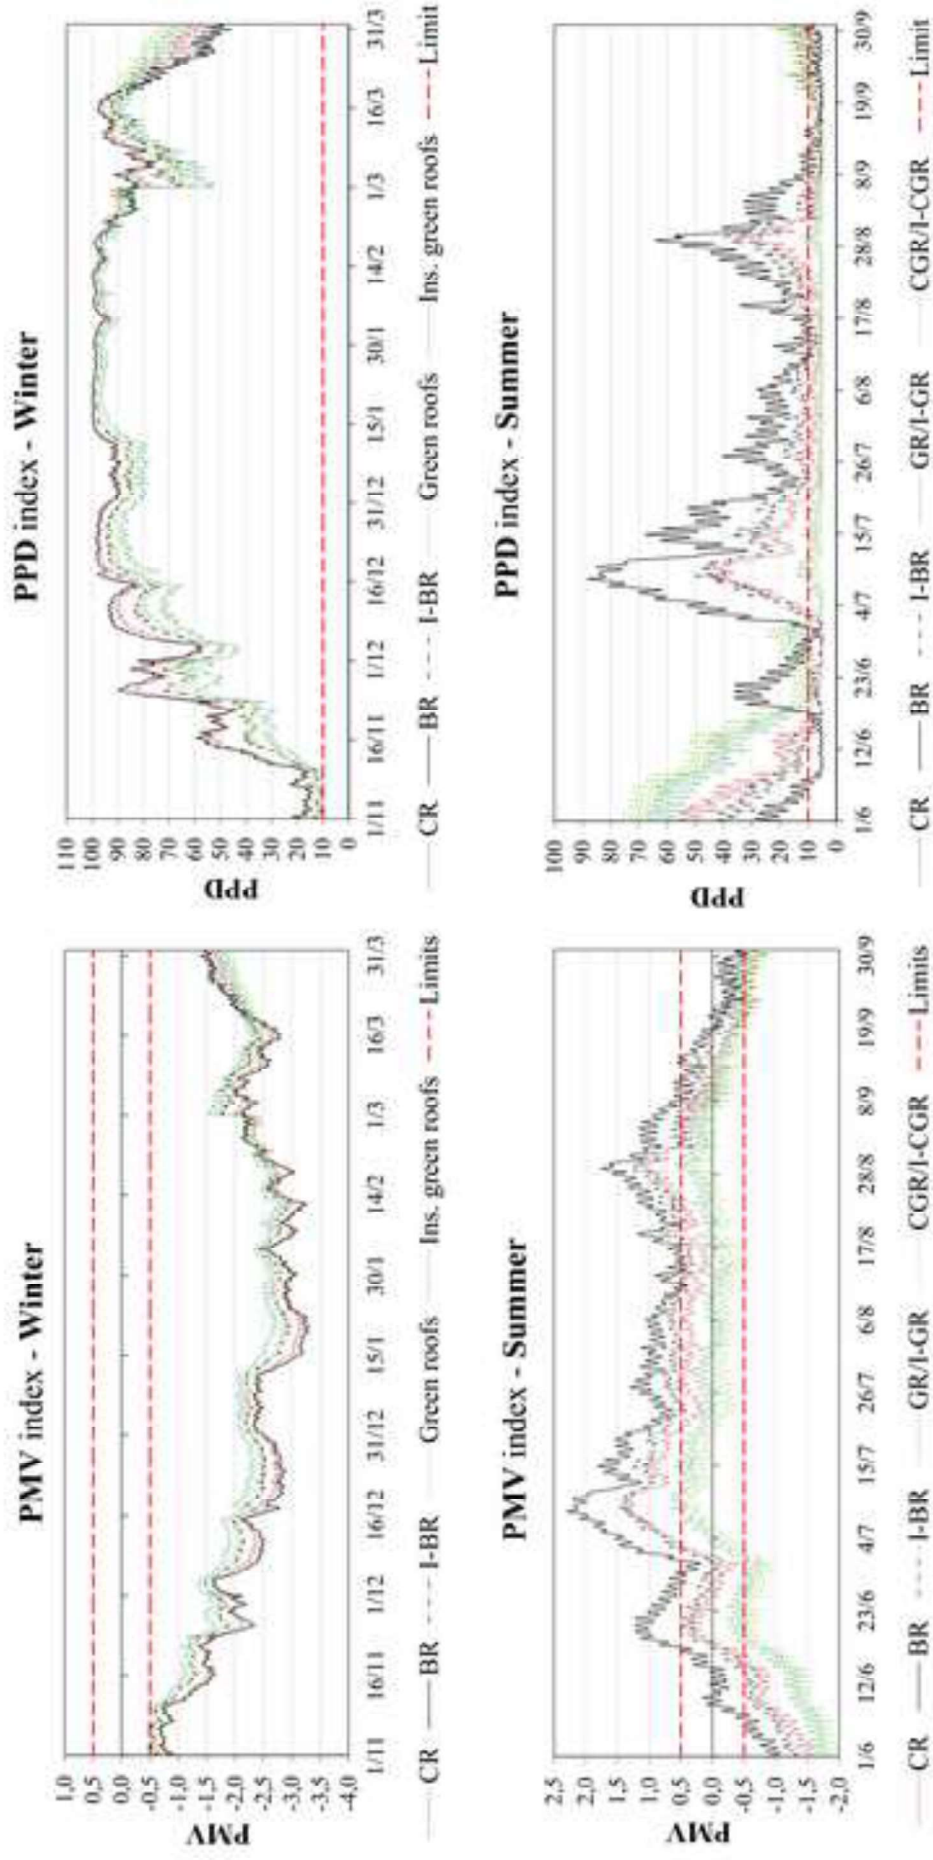 PMV index - Winter
1,0
0,5
0,0
-0,5
-1,0
-1,5
-2,0
-2,5
-3,0
-3,5
-4,0
PMV
1/11 16/11 1/12 16/12 31/12 15/1 30/1 14/2 1/3 16/3 31/3
CR BR I-BR Green roofs Ins. green roofs Limits
PPD index - Winter
110
100
90
80
70
60
50
40
30
20
10
0
PPD
1/11 16/11 1/12 16/12 31/12 15/1 30/1 14/2 1/3 16/3 31/3
CR BR I-BR Green roofs Ins. green roofs Limit
PMV index - Summer
2,5
2,0
1,5
1,0
0,5
0,0
-0,5
-1,0
-1,5
-2,0
PMV
1/6 12/6 23/6 4/7 15/7 26/7 6/8 17/8 28/8 8/9 19/9 30/9
CR BR I-BR GR/I-GR CGR/I-CGR Limits
PPD index - Summer
100
90
80
70
60
50
40
30
20
10
0
PPD
1/6 12/6 23/6 4/7 15/7 26/7 6/8 17/8 28/8 8/9 19/9 30/9
CR BR I-BR GR/I-GR CGR/I-CGR Limit